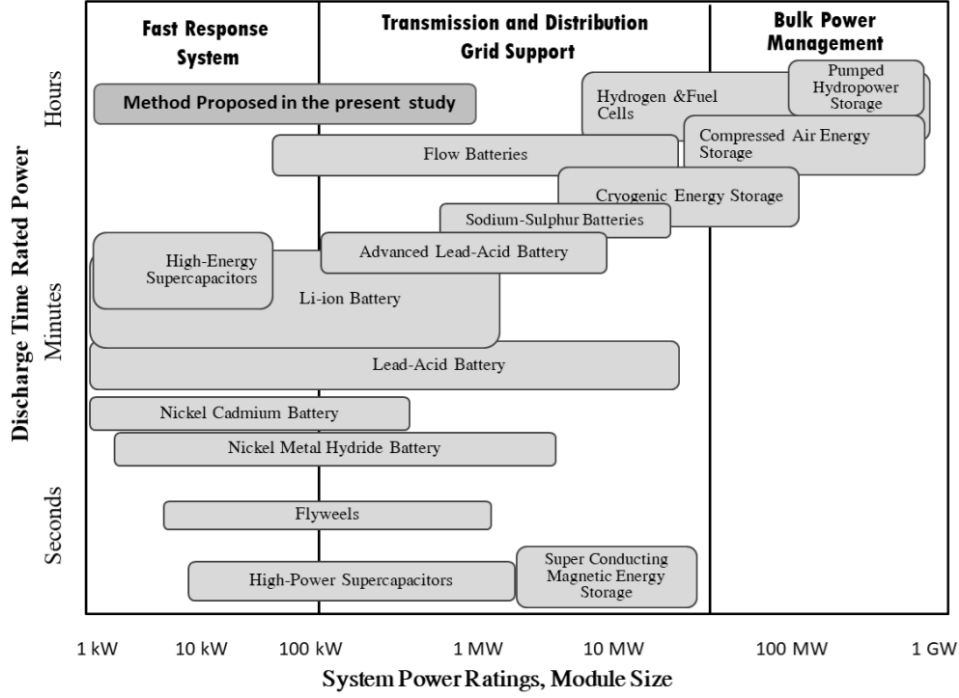 Fast Response
System
Transmission and Distribution
Grid Support
Bulk Power
Management
Discharge Time Rated Power
Hours
Minutes
Seconds
Method Proposed in the present study
Hydrogen &Fuel
Cells
Pumped
Hydropower
Storage
Flow Batteries
Compressed Air Energy
Storage
Cryogenic Energy Storage
Sodium-Sulphur Batteries
High-Energy
Supercapacitors
Advanced Lead-Acid Battery
Li-ion Battery
Lead-Acid Battery
Nickel Cadmium Battery
Nickel Metal Hydride Battery
Flyweels
High-Power Supercapacitors
Super Conducting
Magnetic Energy
Storage
1 kW 10 kW 100 kW 1 MW 10 MW 100 MW 1 GW
System Power Ratings, Module Size